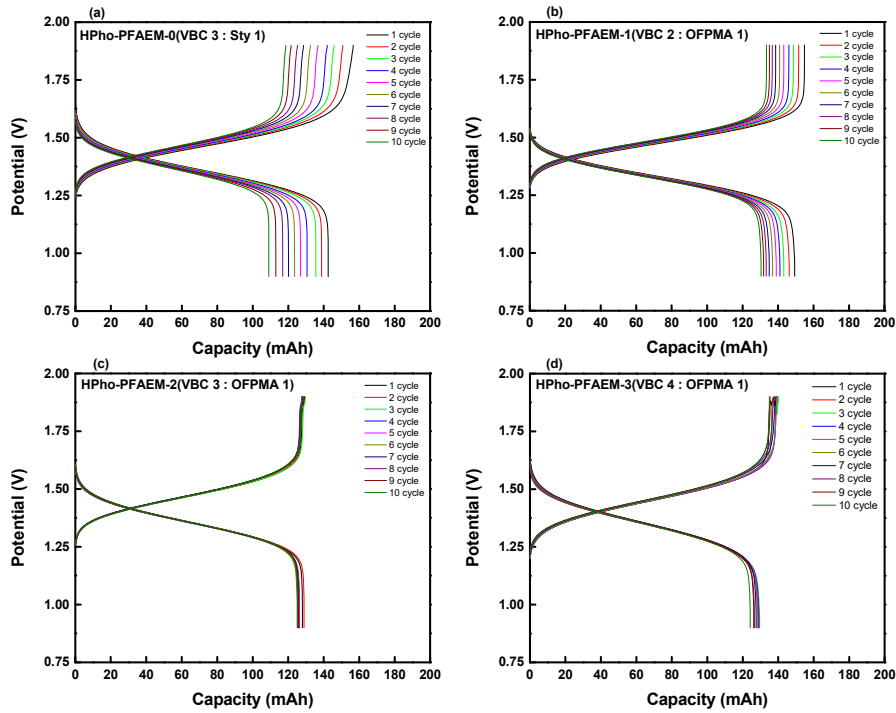 (a)
HPho-PFAEM-0(VBC 3 : Sty 1)
1 cycle
2 cycle
3 cycle
4 cycle
5 cycle
6 cycle
7 cycle
8 cycle
9 cycle
10 cycle
2.00
1.75
1.50
1.25
1.00
0.75
Potential (V)
0 20 40 60 80 100 120 140 160 180 200
Capacity (mAh)
(b)
HPho-PFAEM-1(VBC 2 : OFPMA 1)
1 cycle
2 cycle
3 cycle
4 cycle
5 cycle
6 cycle
7 cycle
8 cycle
9 cycle
10 cycle
2.00
1.75
1.50
1.25
1.00
0.75
Potential (V)
0 20 40 60 80 100 120 140 160 180 200
Capacity (mAh)
(c)
HPho-PFAEM-2(VBC 3 : OFPMA 1)
1 cycle
2 cycle
3 cycle
4 cycle
5 cycle
6 cycle
7 cycle
8 cycle
9 cycle
10 cycle
2.00
1.75
1.50
1.25
1.00
0.75
Potential (V)
0 20 40 60 80 100 120 140 160 180 200
Capacity (mAh)
(d)
HPho-PFAEM-3(VBC 4 : OFPMA 1)
1 cycle
2 cycle
3 cycle
4 cycle
5 cycle
6 cycle
7 cycle
8 cycle
9 cycle
10 cycle
2.00
1.75
1.50
1.25
1.00
0.75
Potential (V)
0 20 40 60 80 100 120 140 160 180 200
Capacity (mAh)